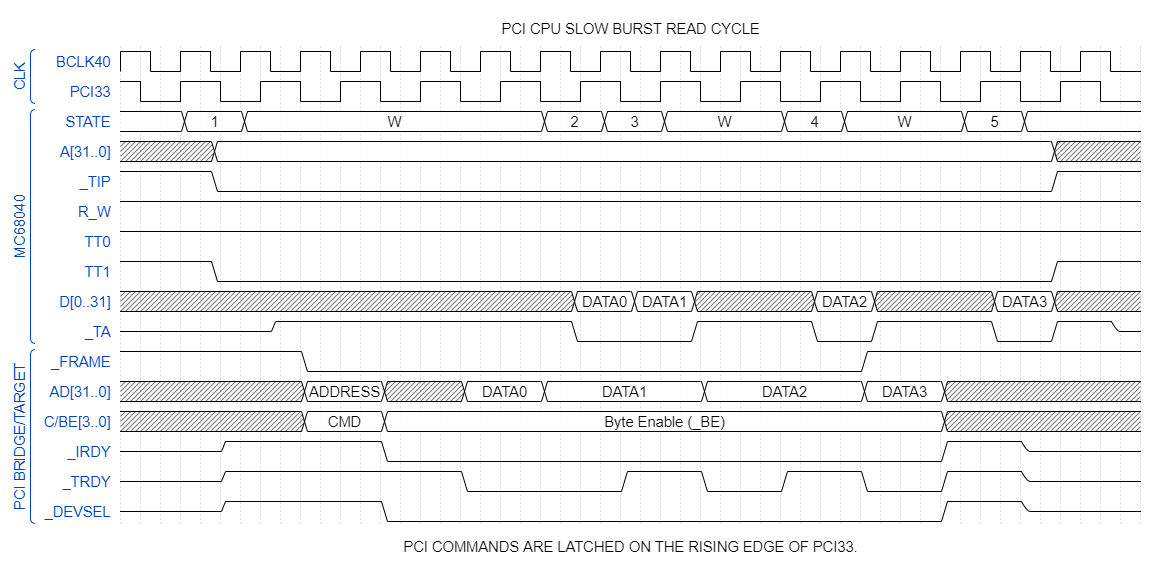 PCI CPU SLOW BURST READ CYCLE
CLK
BCLK40
PCI33
MC68040
STATE 1 W 2 3 W 4 W 5
A[31..0]
_TIP
R_W
TT0
TT1
D[0..31] DATA0 DATA1 DATA2 DATA3
_TA
PCI BRIDGE/TARGET
_FRAME
AD[31..0] ADDRESS DATA0 DATA1 DATA2 DATA3
C/BE[3..0] CMD Byte Enable (_BE)
_IRDY
_TRDY
_DEVSEL
PCI COMMANDS ARE LATCHED ON THE RISING EDGE OF PCI33.